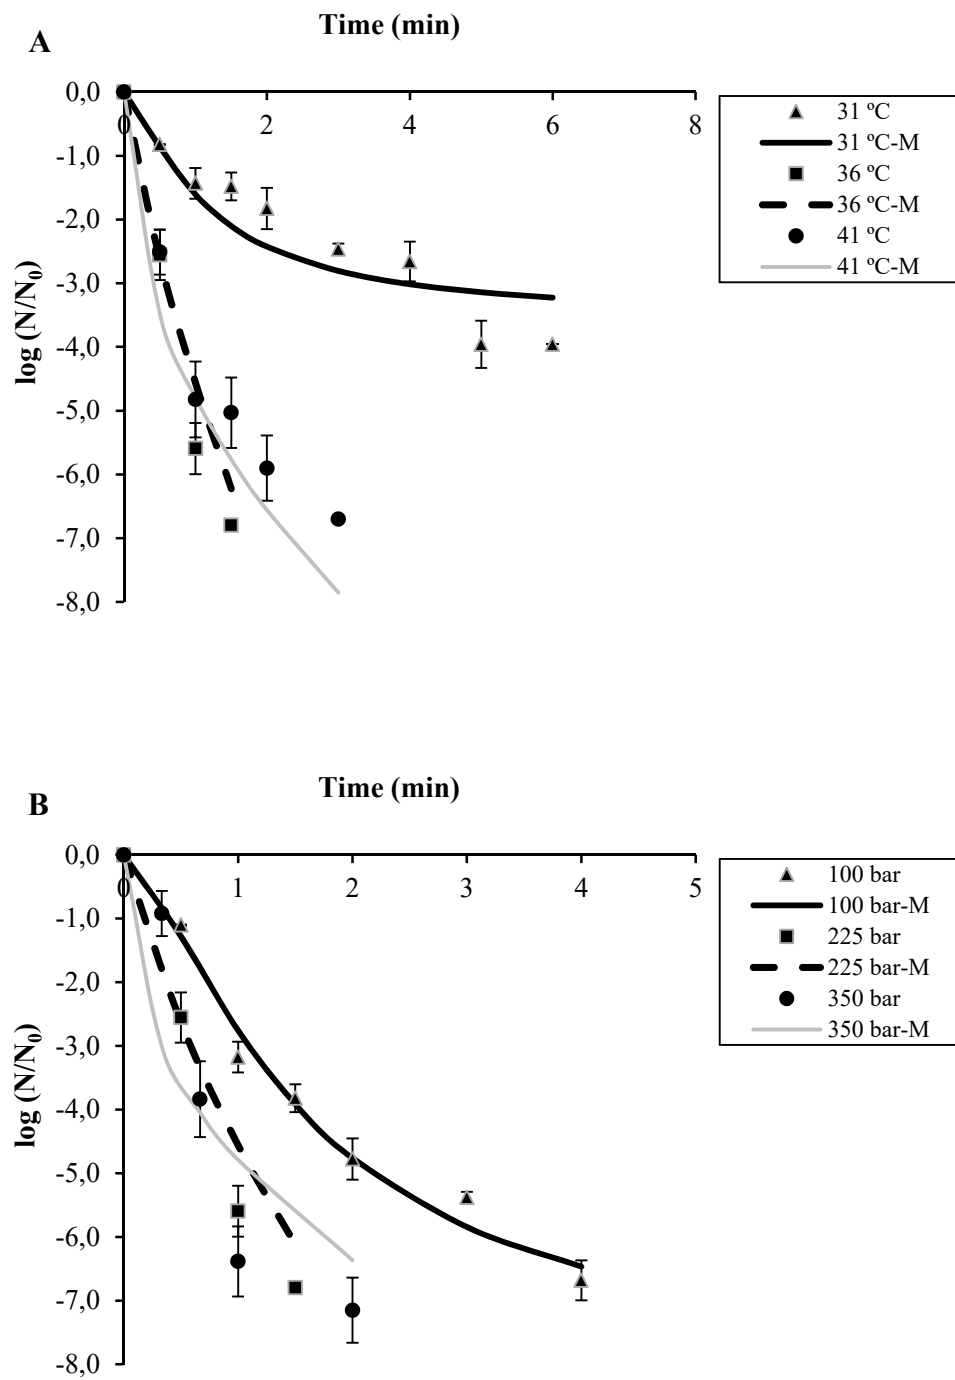 Time (min)
A
0,0
0 2 4 6 8
-1,0
-2,0
-3,0
-4,0
-5,0
-6,0
-7,0
-8,0
log (N/N₀)
31 ºC
31 ºC-M
36 ºC
36 ºC-M
41 ºC
41 ºC-M
Time (min)
B
0,0
0 1 2 3 4 5
-1,0
-2,0
-3,0
-4,0
-5,0
-6,0
-7,0
-8,0
log (N/N₀)
100 bar
100 bar-M
225 bar
225 bar-M
350 bar
350 bar-M